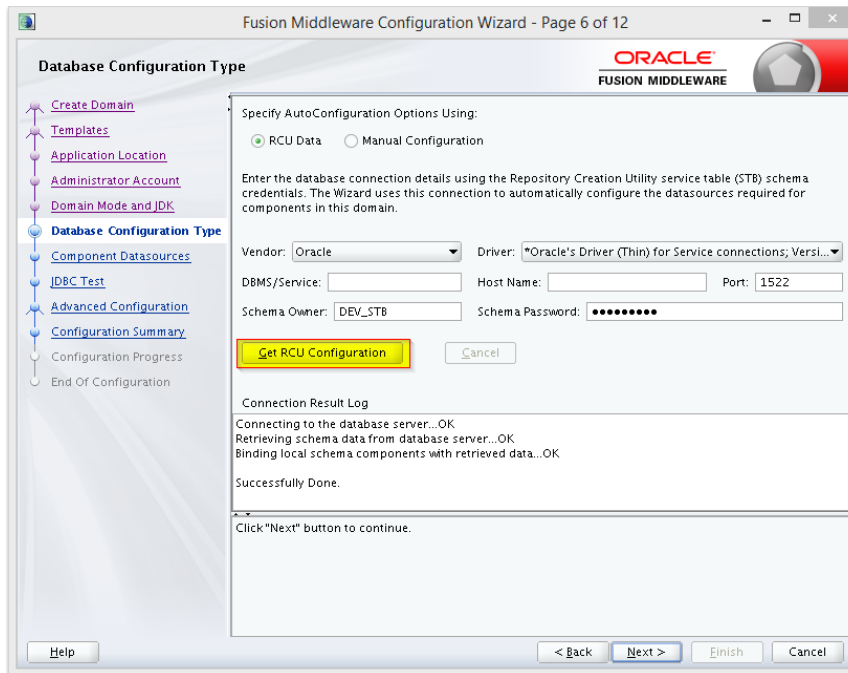 Fusion Middleware Configuration Wizard - Page 6 of 12
Database Configuration Type
ORACLE
FUSION MIDDLEWARE
Create Domain
Templates
Application Location
Administrator Account
Domain Mode and JDK
Database Configuration Type
Component Datasources
JDBC Test
Advanced Configuration
Configuration Summary
Configuration Progress
End Of Configuration
Specify AutoConfiguration Options Using:
RCU Data Manual Configuration
Enter the database connection details using the Repository Creation Utility service table (STB) schema
credentials. The Wizard uses this connection to automatically configure the datasources required for
components in this domain.
Vendor: Oracle Driver: *Oracle's Driver (Thin) for Service connections; Versi...
DBMS/Service: Host Name: Port: 1522
Schema Owner: DEV_STB Schema Password: •••••••••
Get RCU Configuration Cancel
Connection Result Log
Connecting to the database server...OK
Retrieving schema data from database server...OK
Binding local schema components with retrieved data...OK
Successfully Done.
Click "Next" button to continue.
Help < Back Next > Finish Cancel